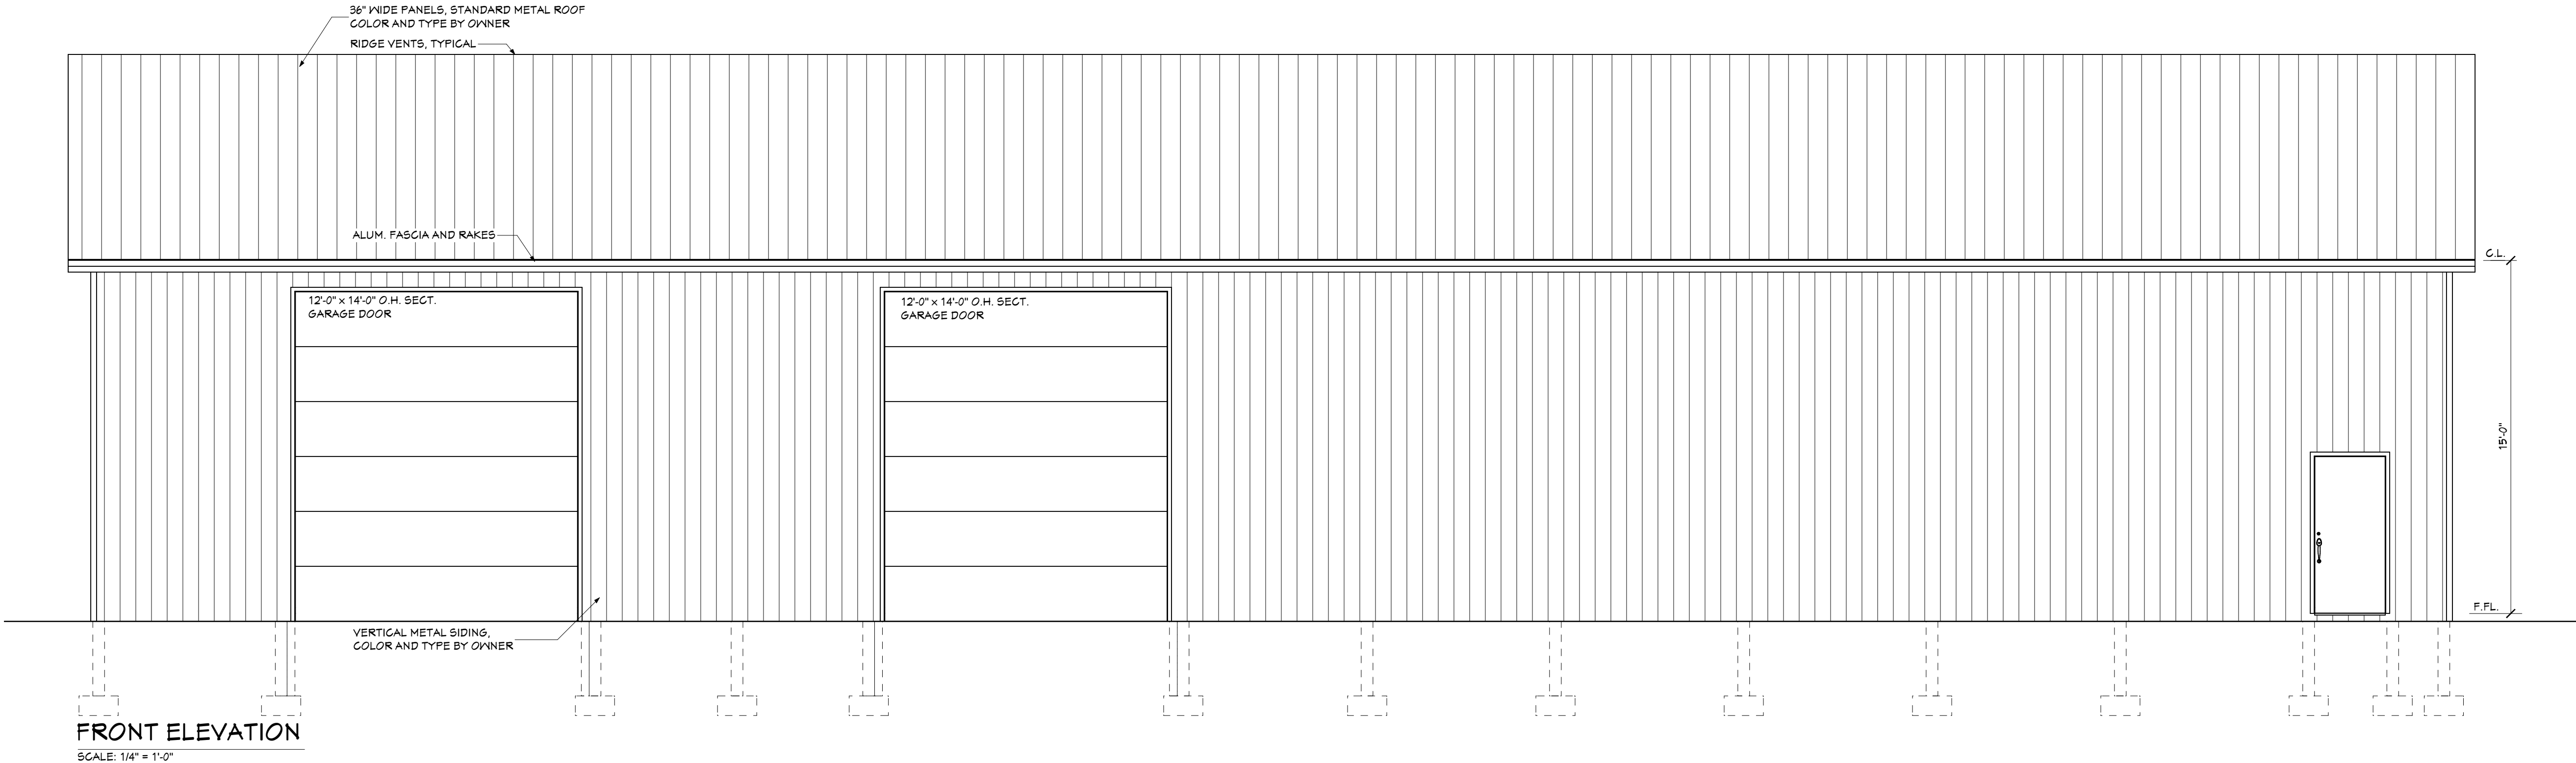 36" WIDE PANELS, STANDARD METAL ROOF
COLOR AND TYPE BY OWNER
RIDGE VENTS, TYPICAL
ALUM. FASCIA AND RAKES
C.L.
12'-0" x 14'-0" O.H. SECT.
GARAGE DOOR
12'-0" x 14'-0" O.H. SECT.
GARAGE DOOR
15'-0"
F.FL.
VERTICAL METAL SIDING,
COLOR AND TYPE BY OWNER
FRONT ELEVATION
SCALE: 1/4" = 1'-0"